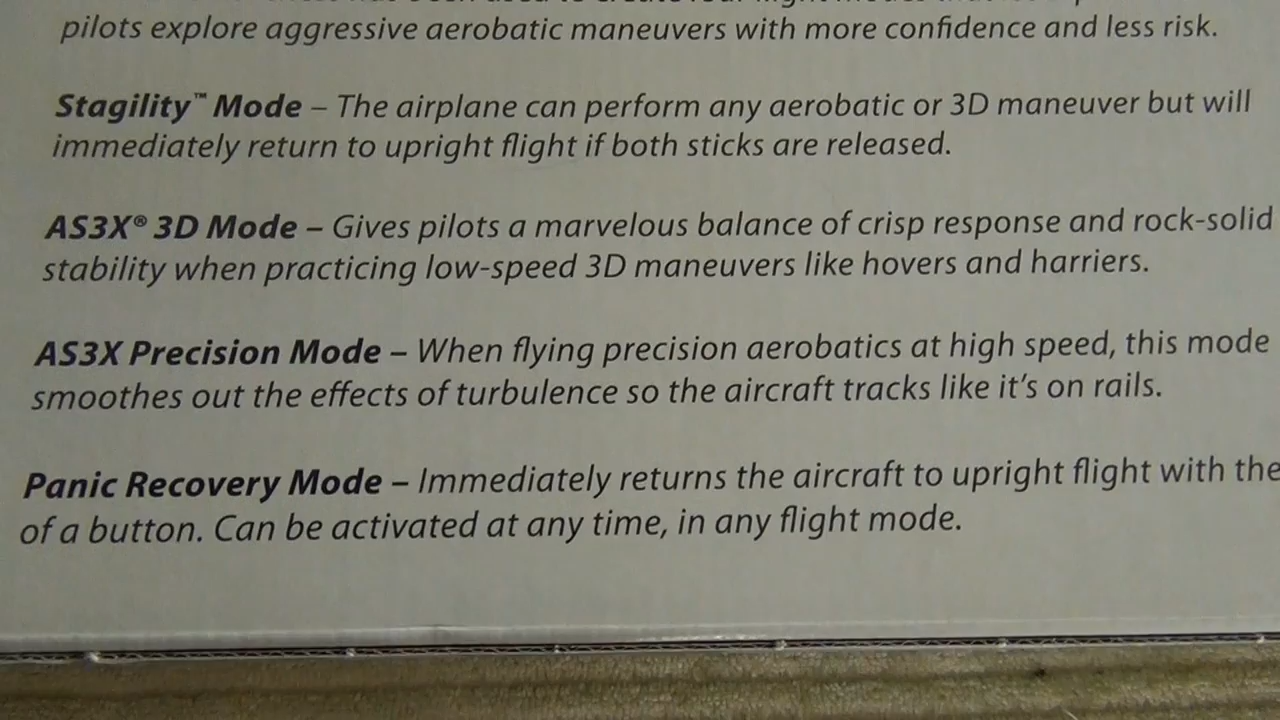 pilots explore aggressive aerobatic maneuvers with more confidence and less risk.
Stagility™ Mode – The airplane can perform any aerobatic or 3D maneuver but will
immediately return to upright flight if both sticks are released.
AS3X® 3D Mode – Gives pilots a marvelous balance of crisp response and rock-solid
stability when practicing low-speed 3D maneuvers like hovers and harriers.
AS3X Precision Mode – When flying precision aerobatics at high speed, this mode
smoothes out the effects of turbulence so the aircraft tracks like it's on rails.
Panic Recovery Mode – Immediately returns the aircraft to upright flight with the
of a button. Can be activated at any time, in any flight mode.